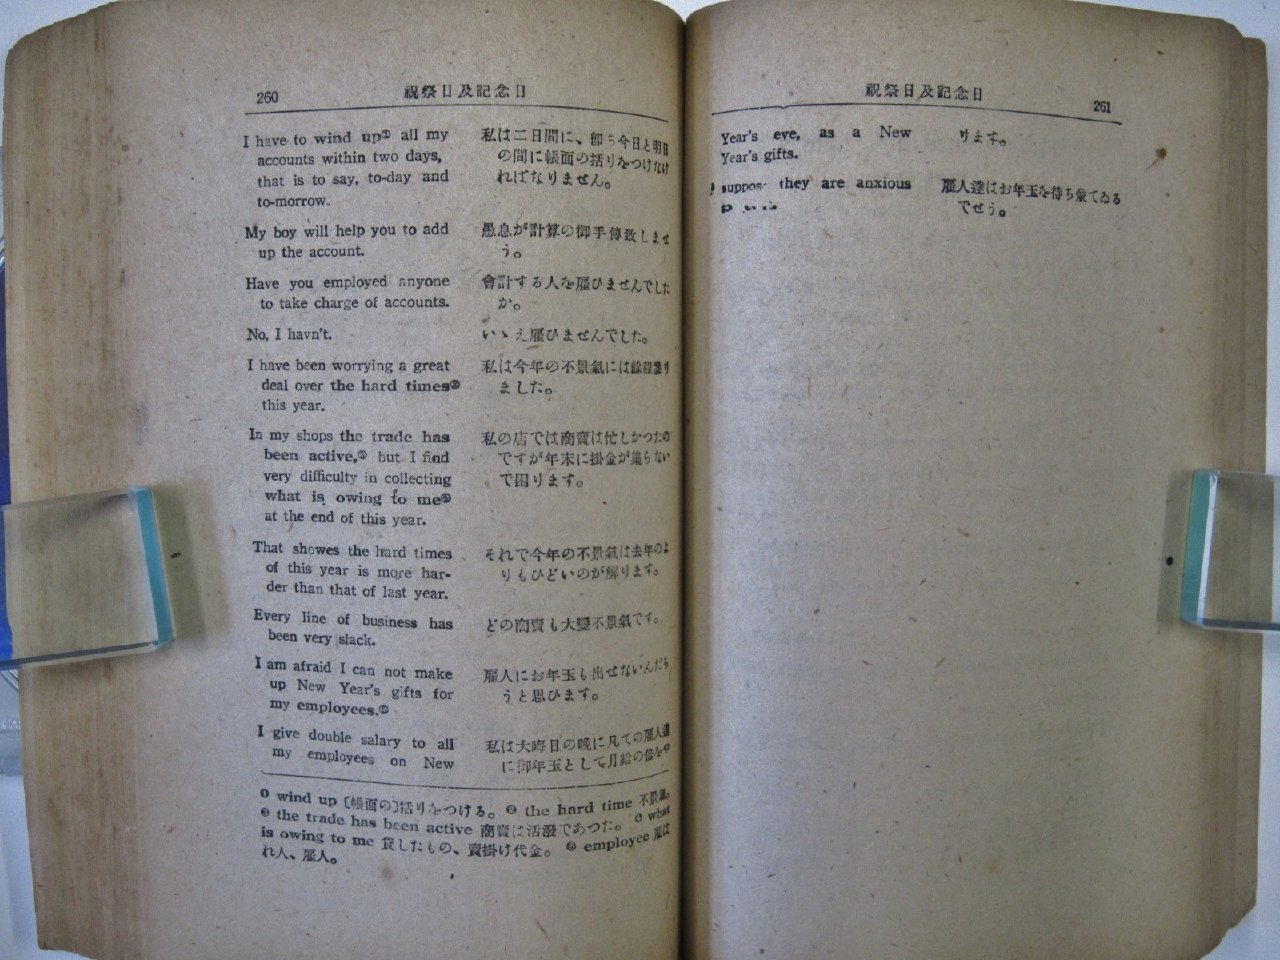 260
祝祭日及記念日
I have to wind up① all my
accounts within two days,
that is to say, to-day and
to-morrow.
私は二日間に、卽ち今日と明日
の間に帳面の括りをつけなけ
ればなりません。
My boy will help you to add
up the account.
愚息が計算の御手傳致しませ
う。
Have you employed anyone
to take charge of accounts.
會計する人を雇ひませんでした
か。
No, I havn't.
いゝえ雇ひませんでした。
I have been worrying a great
deal over the hard times②
this year.
私は今年の不景氣には餘程
ました。
In my shops the trade has
been active,③ but I find
very difficulty in collecting
what is owing to me④
at the end of this year.
私の店では商賣は忙しかつたの
ですが年末に掛金が集らない
で困ります。
That showes the hard times
of this year is more har-
der than that of last year.
それで今年の不景氣は去年のよ
りもひどいのが解ります。
Every line of business has
been very slack.
どの商賣も大變不景氣です。
I am afraid I can not make
up New Year's gifts for
my employees.⑤
雇人にお年玉も出せないんだら
うと思ひます。
I give double salary to all
my employees on New
私は大晦日の晩に凡ての雇人達
に御年玉として月給の倍をや
① wind up〔帳面の〕括りをつける。 ② the hard time 不景氣。
③ the trade has been active 商賣は活潑であつた。 ④ what
is owing to me 貸したもの、賣掛け代金。 ⑤ employee 雇は
れ人、雇人。
祝祭日及記念日
261
Year's eve, as a New
Year's gifts.
ります。
suppose they are anxious
雇人達はお年玉を待ち兼てゐる
でせう。